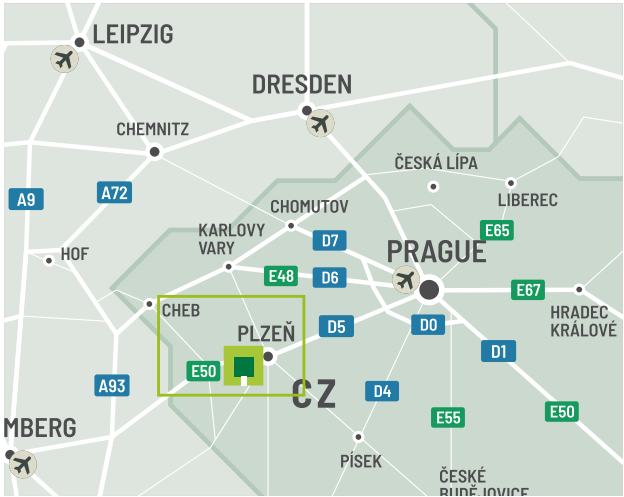 LEIPZIG
DRESDEN
CHEMNITZ
ČESKÁ LÍPA
A9
A72
LIBEREC
CHOMUTOV
KARLOVY
VARY
D7
E65
PRAGUE
HOF
E48
D6
E67
CHEB
HRADEC
KRÁLOVÉ
PLZEŇ
D5
D0
D1
E50
A93
CZ
D4
E55
E50
MBERG
PÍSEK
ČESKÉ
BUDĚJOVICE